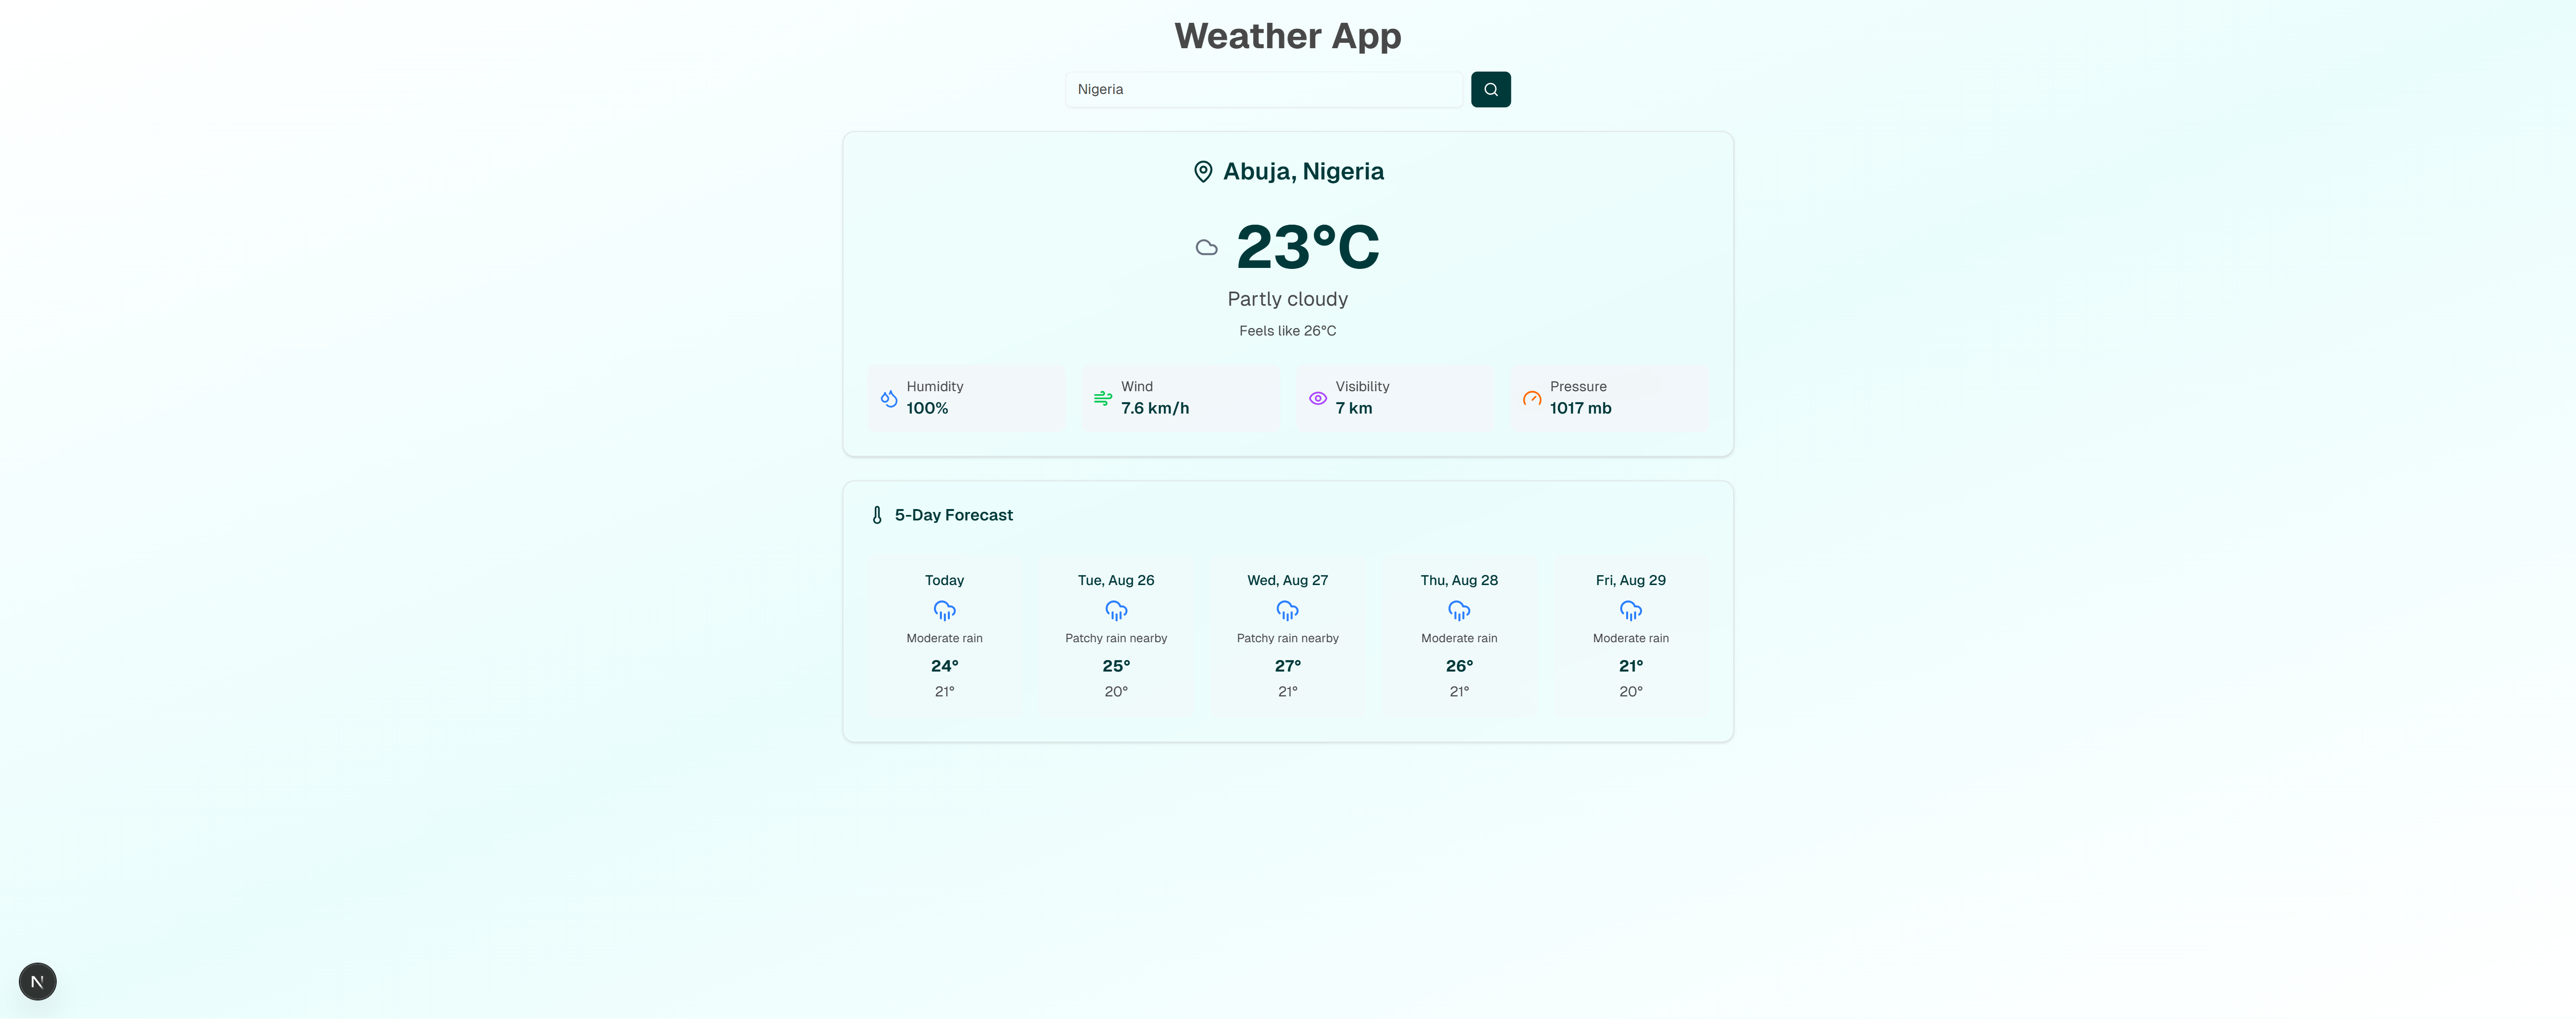 Weather App
Nigeria
Abuja, Nigeria
23°C
Partly cloudy
Feels like 26°C
Humidity
100%
Wind
7.6 km/h
Visibility
7 km
Pressure
1017 mb
5-Day Forecast
Today
Moderate rain
24°
21°
Tue, Aug 26
Patchy rain nearby
25°
20°
Wed, Aug 27
Patchy rain nearby
27°
21°
Thu, Aug 28
Moderate rain
26°
21°
Fri, Aug 29
Moderate rain
21°
20°
N